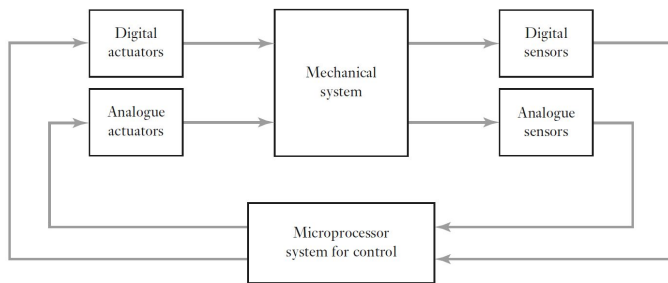 Digital
actuators
Mechanical
system
Digital
sensors
Analogue
actuators
Analogue
sensors
Microprocessor
system for control